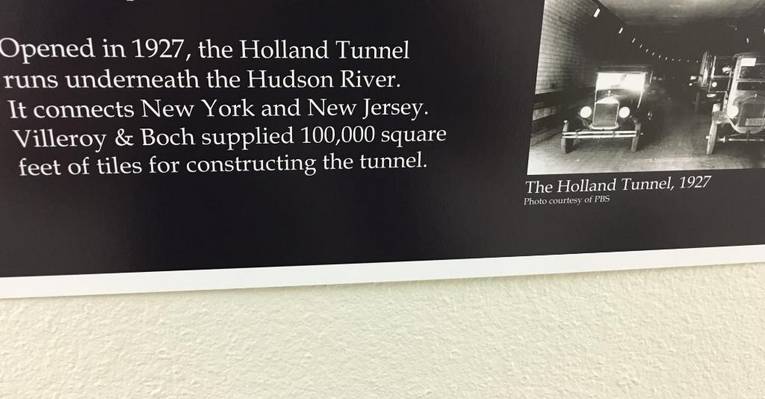 Opened in 1927, the Holland Tunnel
runs underneath the Hudson River.
It connects New York and New Jersey.
Villeroy & Boch supplied 100,000 square
feet of tiles for constructing the tunnel.
The Holland Tunnel, 1927
Photo courtesy of PBS